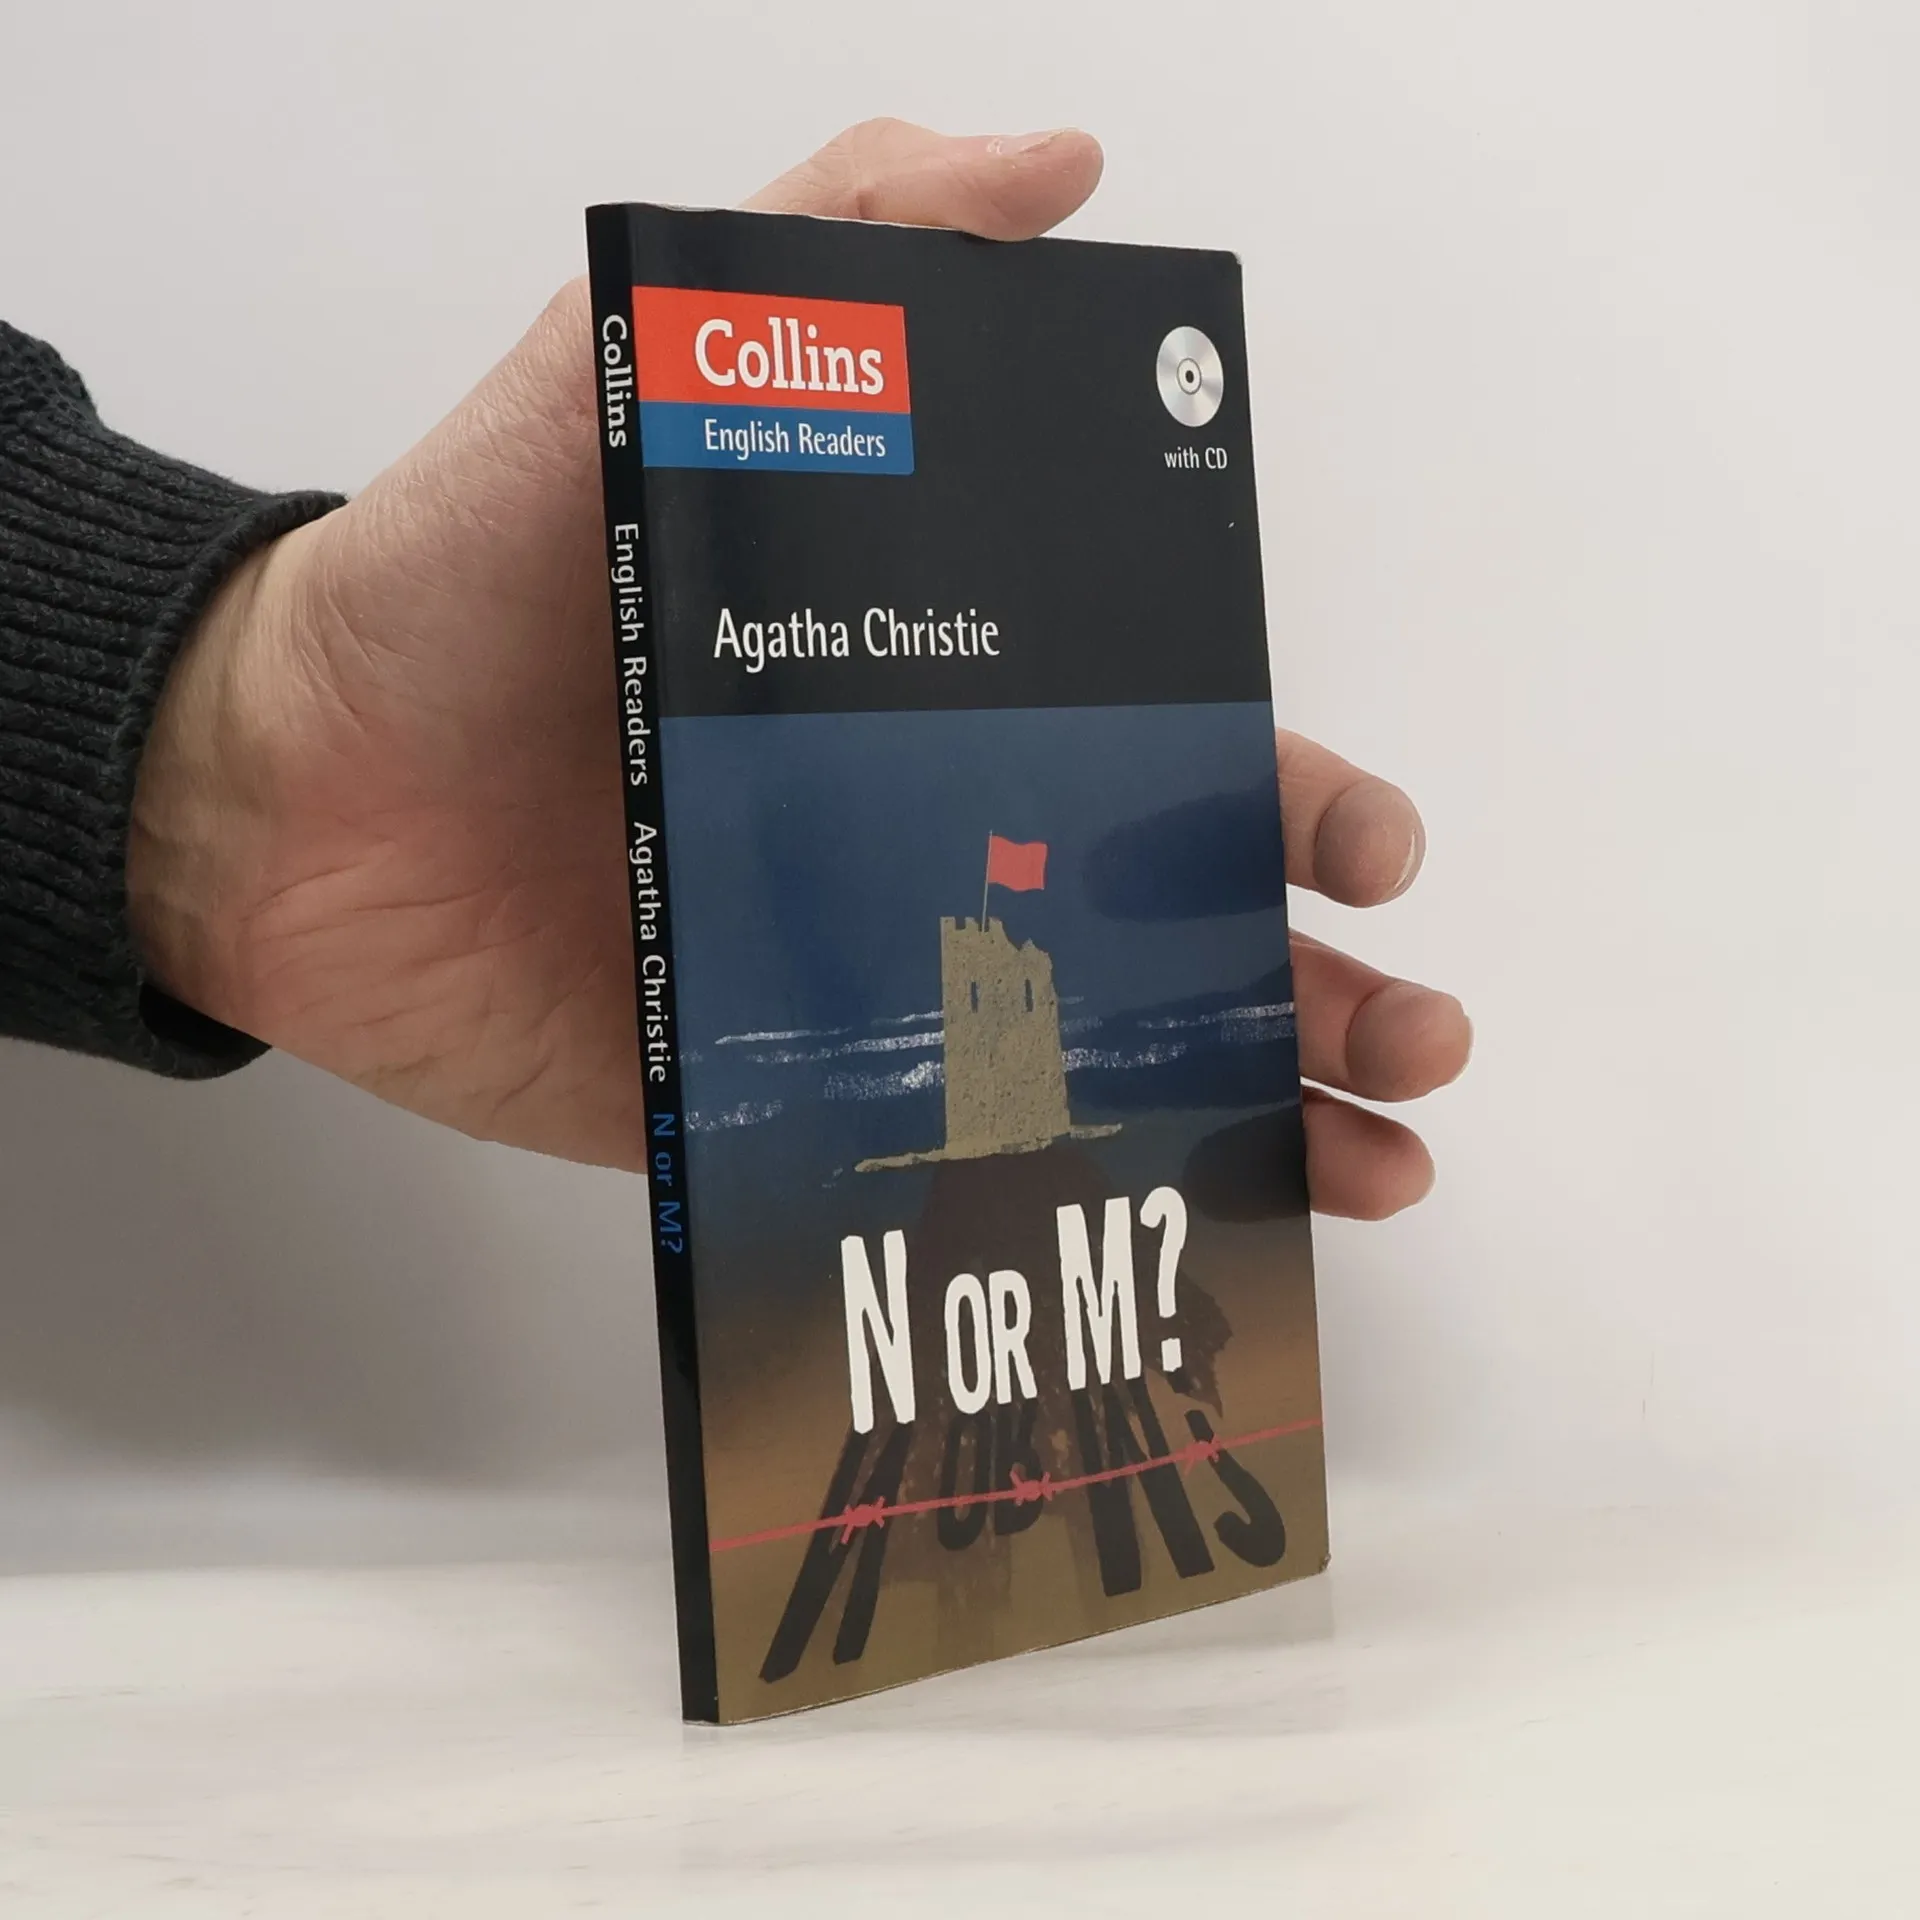 Collins
English Readers
with CD
Agatha Christie
N OR M?
Collins English Readers Agatha Christie N or M?